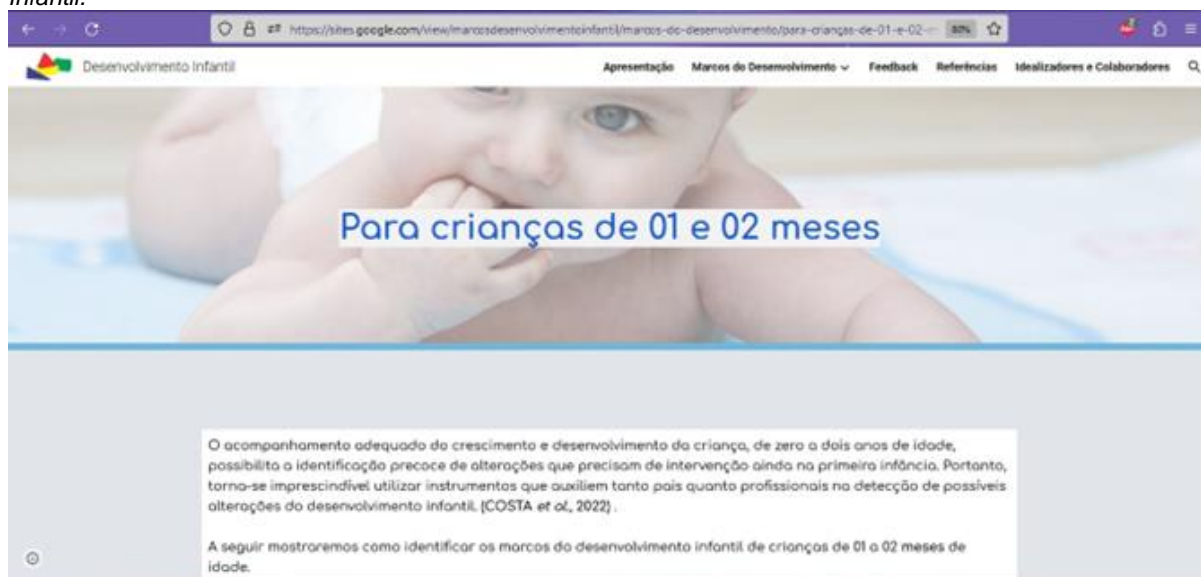 infantil.
https://sites.google.com/view/marcosdesenvolvimentoinfantil/marcos-do-desenvolvimento/para-crianças-de-01-e-02-m
80%
Desenvolvimento Infantil
Apresentação Marcos do Desenvolvimento Feedback Referências Idealizadores e Colaboradores
Para crianças de 01 e 02 meses
O acompanhamento adequado do crescimento e desenvolvimento da criança, de zero a dois anos de idade,
possibilita a identificação precoce de alterações que precisam de intervenção ainda na primeira infância. Portanto,
torna-se imprescindível utilizar instrumentos que auxiliem tanto pais quanto profissionais na detecção de possíveis
alterações do desenvolvimento infantil. (COSTA et al., 2022) .
A seguir mostraremos como identificar os marcos do desenvolvimento infantil de crianças de 01 a 02 meses de
idade.